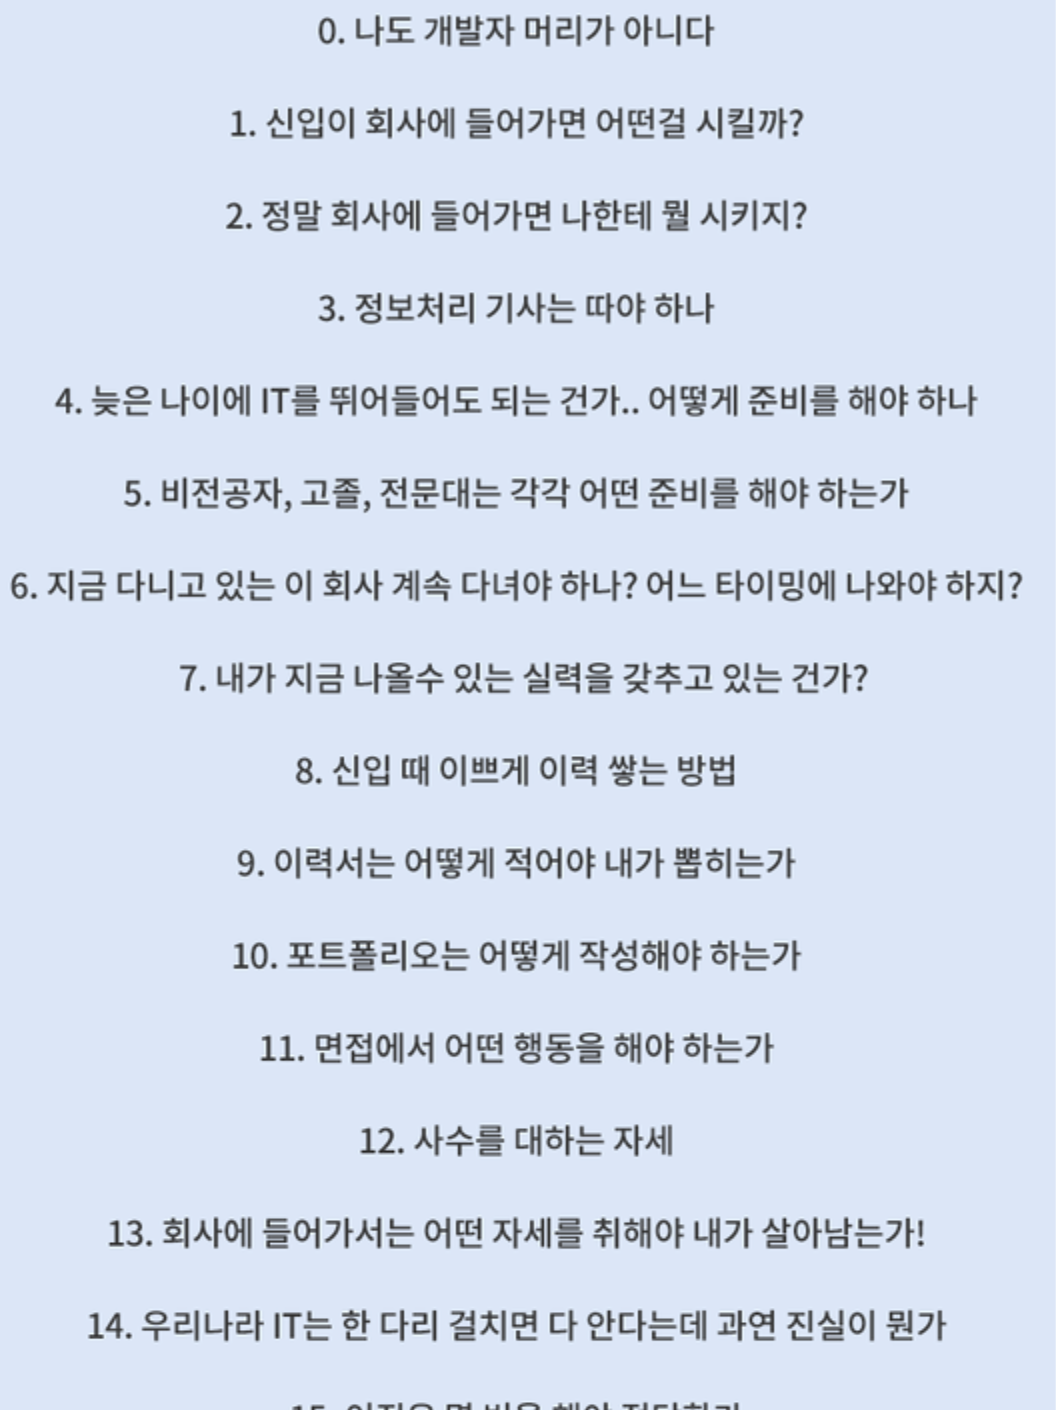 0. 나도 개발자 머리가 아니다
1. 신입이 회사에 들어가면 어떤걸 시킬까?
2. 정말 회사에 들어가면 나한테 뭘 시키지?
3. 정보처리 기사는 따야 하나
4. 늦은 나이에 IT를 뛰어들어도 되는 건가.. 어떻게 준비를 해야 하나
5. 비전공자, 고졸, 전문대는 각각 어떤 준비를 해야 하는가
6. 지금 다니고 있는 이 회사 계속 다녀야 하나? 어느 타이밍에 나와야 하지?
7. 내가 지금 나올수 있는 실력을 갖추고 있는 건가?
8. 신입 때 이쁘게 이력 쌓는 방법
9. 이력서는 어떻게 적어야 내가 뽑히는가
10. 포트폴리오는 어떻게 작성해야 하는가
11. 면접에서 어떤 행동을 해야 하는가
12. 사수를 대하는 자세
13. 회사에 들어가서는 어떤 자세를 취해야 내가 살아남는가!
14. 우리나라 IT는 한 다리 걸치면 다 안다는데 과연 진실이 뭔가